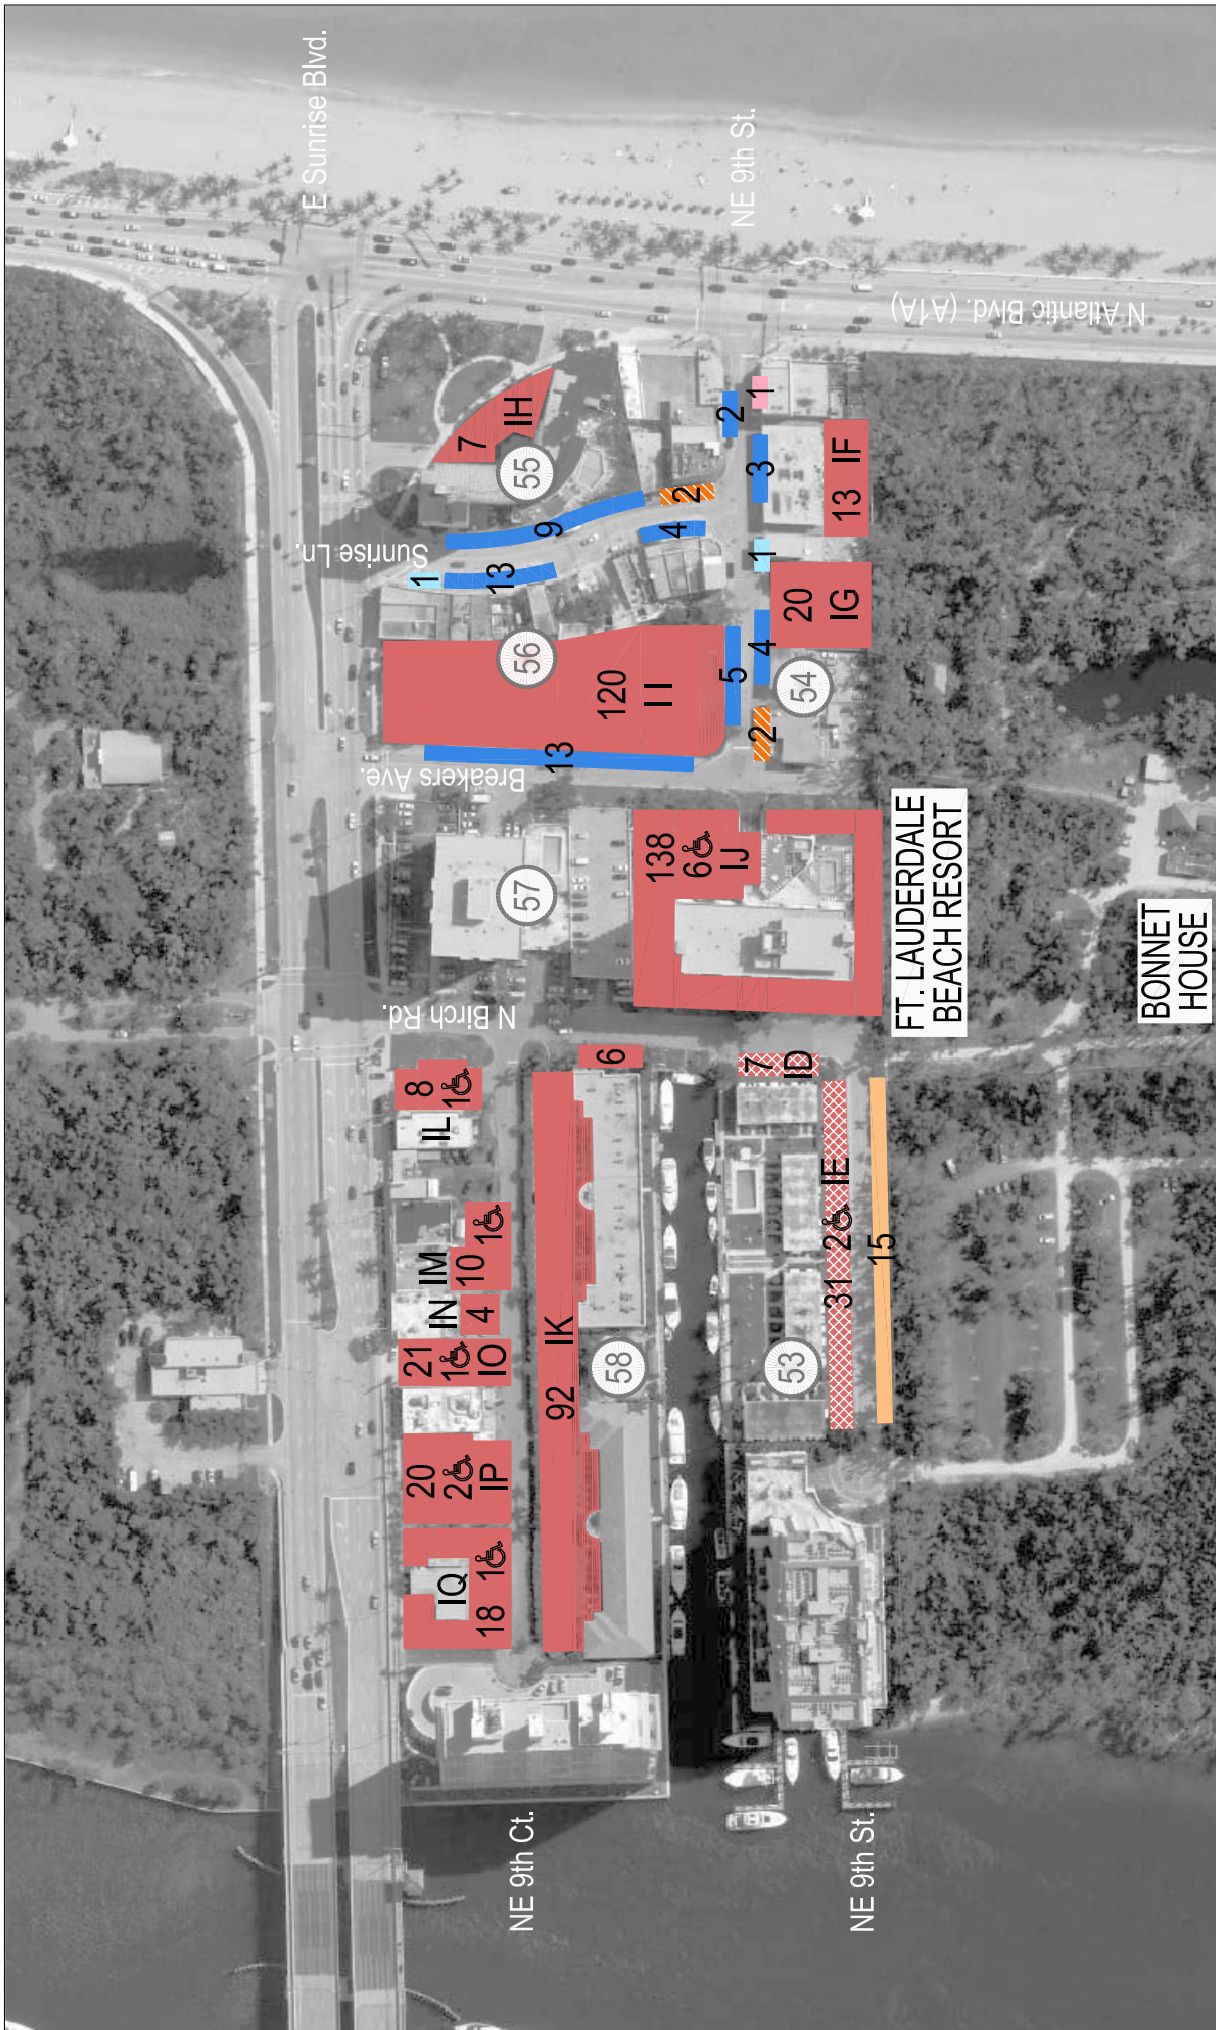 E Sunrise Blvd.
NE 9th St.
N Atlantic Blvd. (A1A)
Sunrise Ln.
Breakers Ave.
N Birch Rd.
NE 9th Ct.
NE 9th St.
7
IH
55
9
2
4
1
13
2
1
3
13 IF
1
20
IG
4
5
2
54
56
120
I I
13
57
138
6
IJ
FT. LAUDERDALE
BEACH RESORT
BONNET
HOUSE
8
1
IL
IM
10 1
IN
4
21
1
IO
20
2
IP
IQ
18 1
6
92 IK
58
7
ID
31 2 IE
15
53